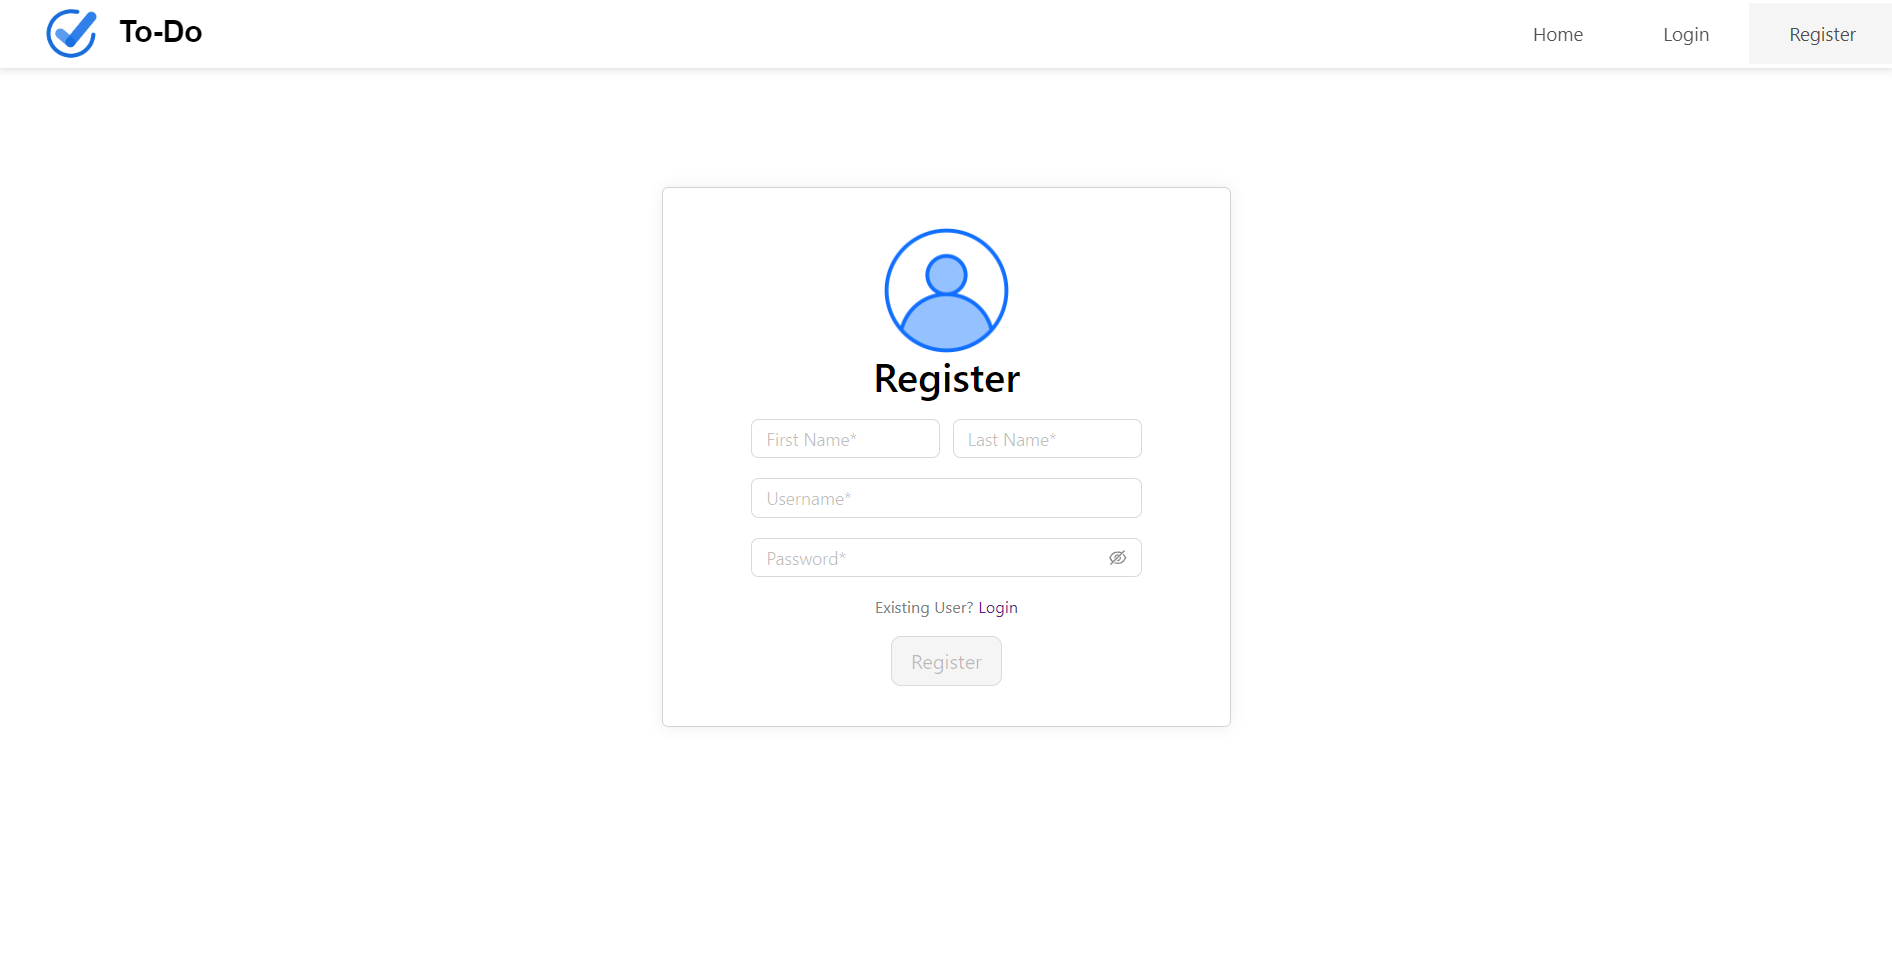 To-Do
Home Login Register
Register
First Name* Last Name*
Username*
Password*
Existing User? Login
Register